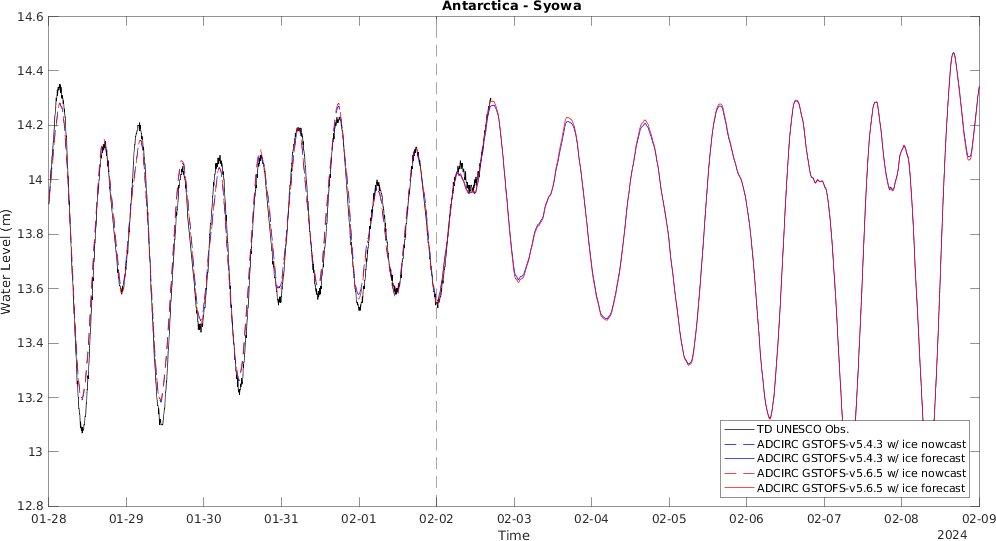 Antarctica - Syowa
14.6
14.4
14.2
14
13.8
13.6
13.4
13.2
13
12.8
Water Level (m)
01-28 01-29 01-30 01-31 02-01 02-02 02-03 02-04 02-05 02-06 02-07 02-08 02-09
Time
2024
TD UNESCO Obs.
ADCIRC GSTOFS-v5.4.3 w/ ice nowcast
ADCIRC GSTOFS-v5.4.3 w/ ice forecast
ADCIRC GSTOFS-v5.6.5 w/ ice nowcast
ADCIRC GSTOFS-v5.6.5 w/ ice forecast